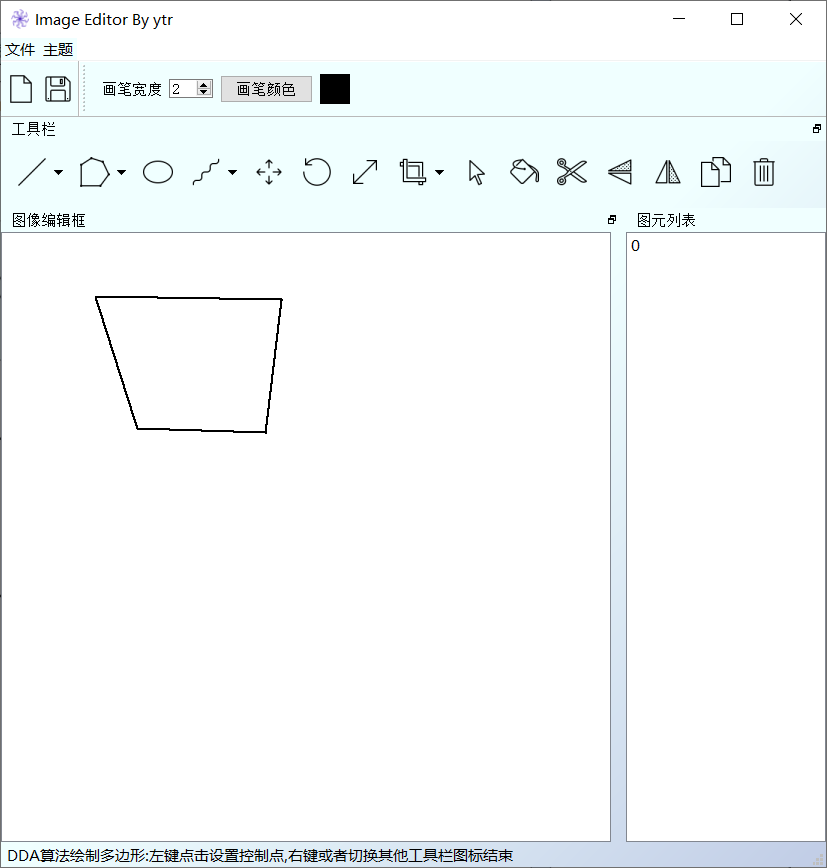 Image Editor By ytr
文件 主题
画笔宽度 2 画笔颜色
工具栏
图像编辑框 图元列表
0
DDA算法绘制多边形:左键点击设置控制点,右键或者切换其他工具栏图标结束